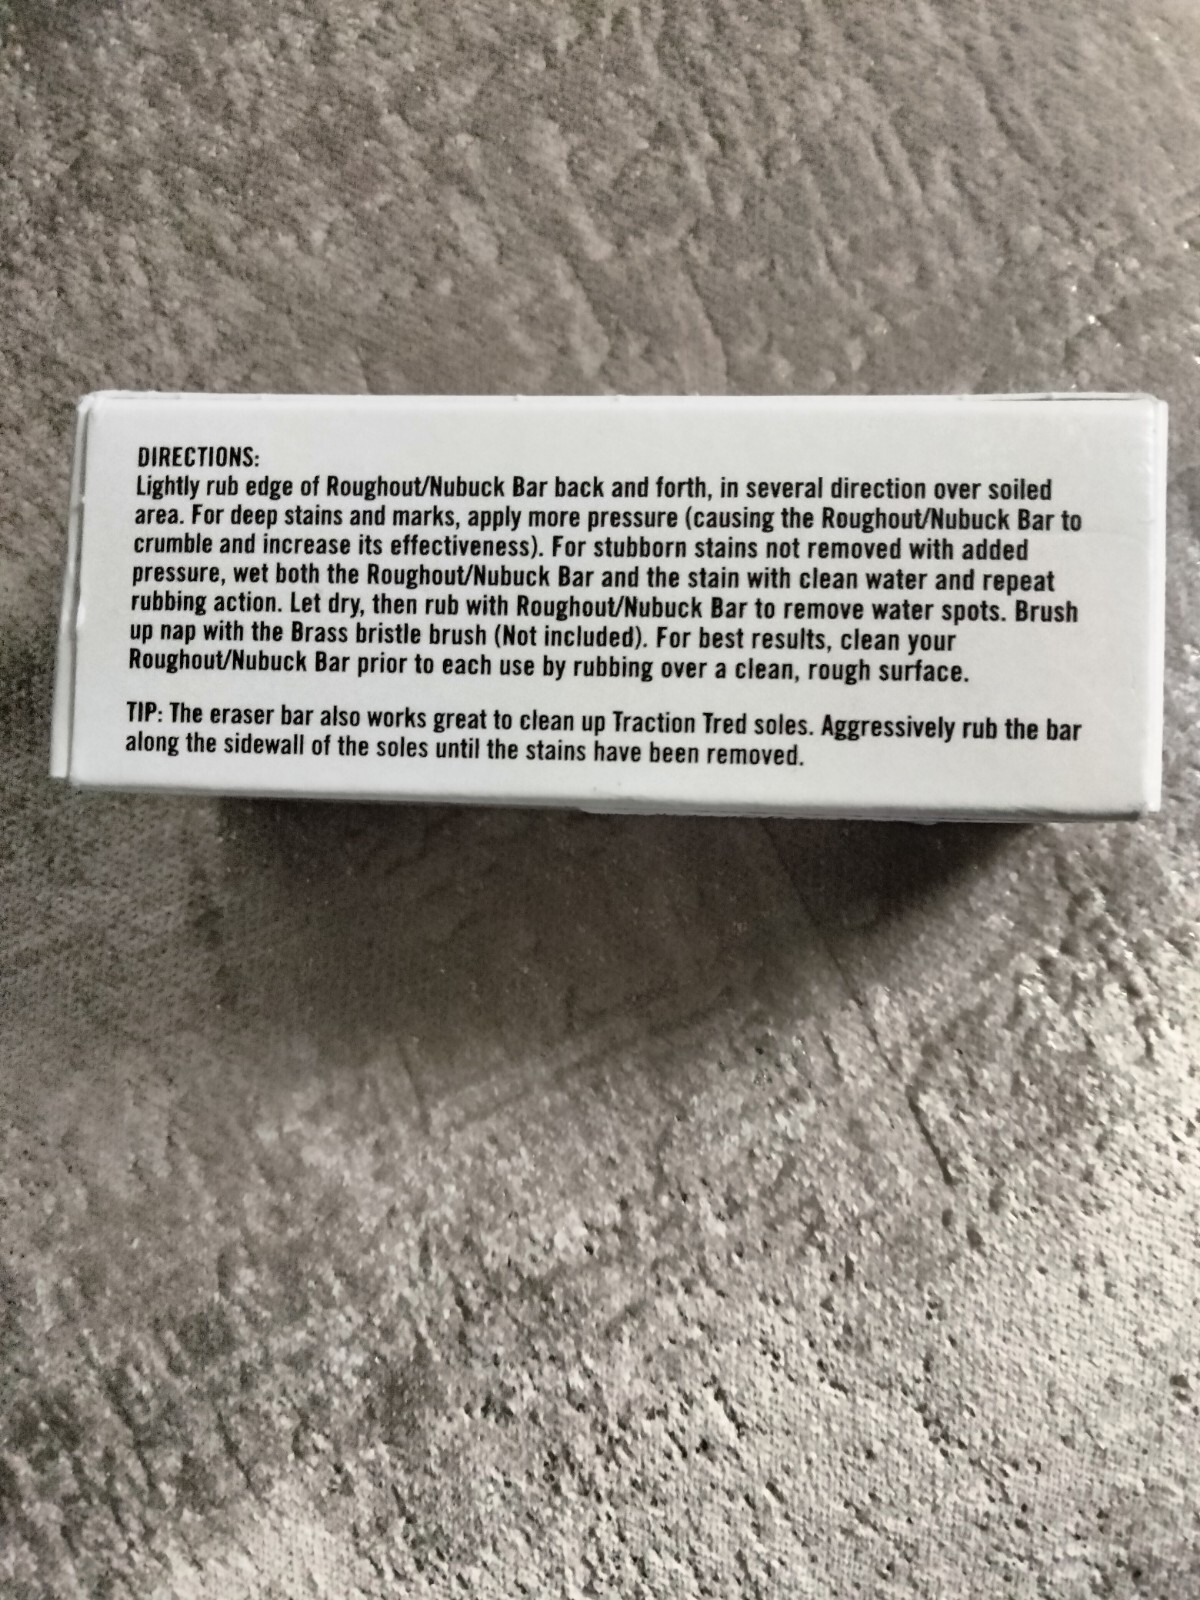 DIRECTIONS:
Lightly rub edge of Roughout/Nubuck Bar back and forth, in several direction over soiled
area. For deep stains and marks, apply more pressure (causing the Roughout/Nubuck Bar to
crumble and increase its effectiveness). For stubborn stains not removed with added
pressure, wet both the Roughout/Nubuck Bar and the stain with clean water and repeat
rubbing action. Let dry, then rub with Roughout/Nubuck Bar to remove water spots. Brush
up nap with the Brass bristle brush (Not included). For best results, clean your
Roughout/Nubuck Bar prior to each use by rubbing over a clean, rough surface.
TIP: The eraser bar also works great to clean up Traction Tred soles. Aggressively rub the bar
along the sidewall of the soles until the stains have been removed.